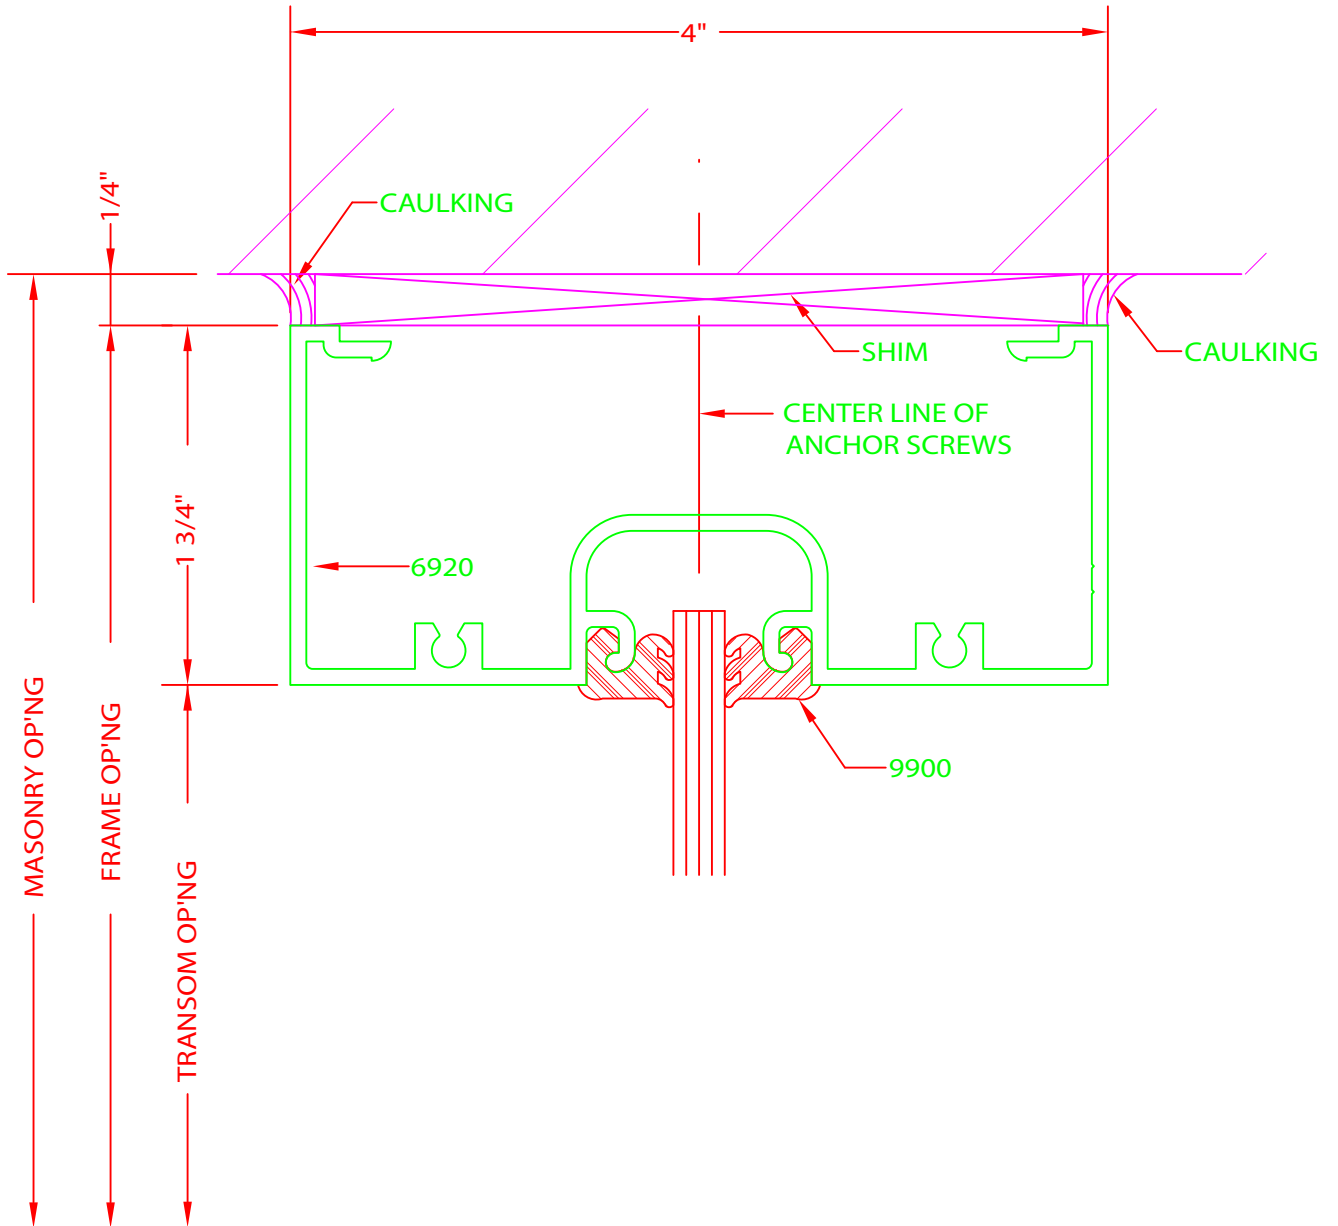 4"
1/4"
CAULKING
SHIM
CAULKING
CENTER LINE OF
ANCHOR SCREWS
1 3/4"
6920
9900
MASONRY OP'NG
FRAME OP'NG
TRANSOM OP'NG